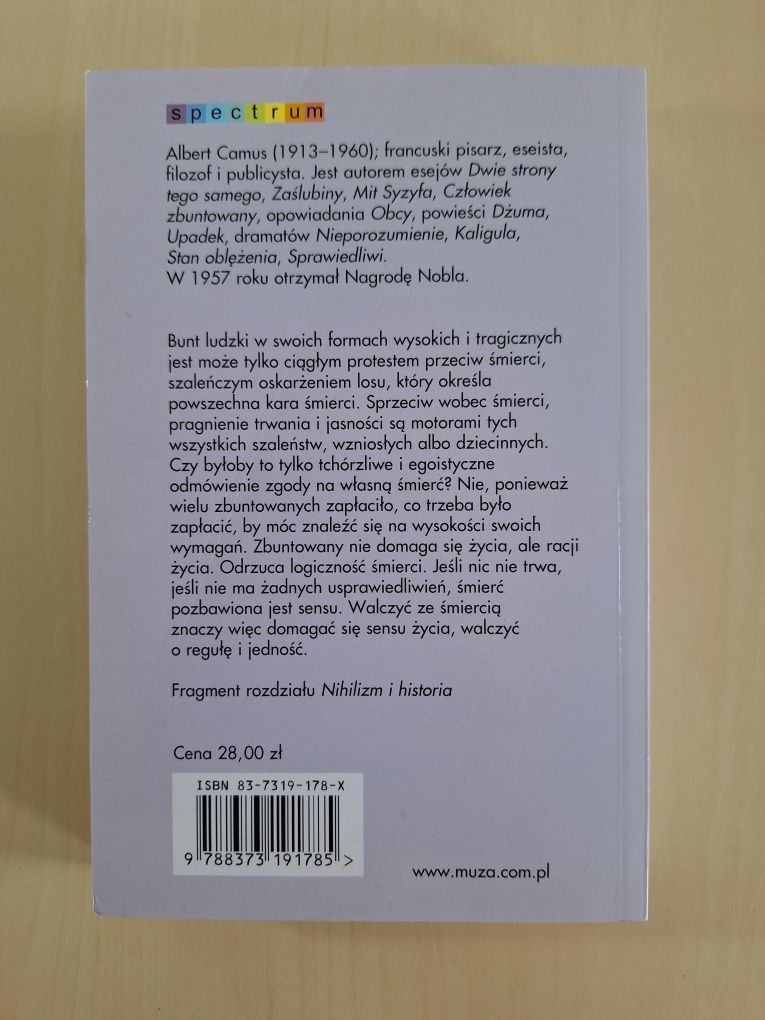 spectrum
Albert Camus (1913–1960); francuski pisarz, eseista,
filozof i publicysta. Jest autorem esejów Dwie strony
tego samego, Zaślubiny, Mit Syzyfa, Człowiek
zbuntowany, opowiadania Obcy, powieści Dżuma,
Upadek, dramatów Nieporozumienie, Kaligula,
Stan oblężenia, Sprawiedliwi.
W 1957 roku otrzymał Nagrodę Nobla.
Bunt ludzki w swoich formach wysokich i tragicznych
jest może tylko ciągłym protestem przeciw śmierci,
szaleńczym oskarżeniem losu, który określa
powszechna kara śmierci. Sprzeciw wobec śmierci,
pragnienie trwania i jasności są motorami tych
wszystkich szaleństw, wzniosłych albo dziecinnych.
Czy byłoby to tylko tchórzliwe i egoistyczne
odmówienie zgody na własną śmierć? Nie, ponieważ
wielu zbuntowanych zapłaciło, co trzeba było
zapłacić, by móc znaleźć się na wysokości swoich
wymagań. Zbuntowany nie domaga się życia, ale racji
życia. Odrzuca logiczność śmierci. Jeśli nic nie trwa,
jeśli nie ma żadnych usprawiedliwień, śmierć
pozbawiona jest sensu. Walczyć ze śmiercią
znaczy więc domagać się sensu życia, walczyć
o regułę i jedność.
Fragment rozdziału Nihilizm i historia
Cena 28,00 zł
ISBN 83-7319-178-X
9 788373 191785 >
www.muza.com.pl